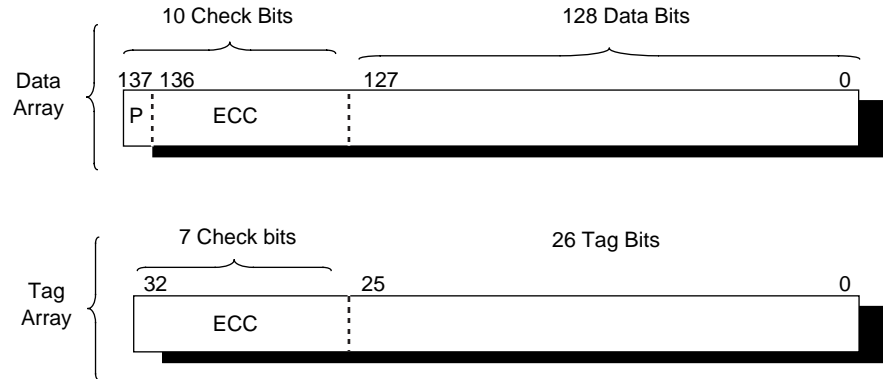 10 Check Bits 128 Data Bits
Data
Array
137 136 127 0
P ECC
7 Check bits 26 Tag Bits
Tag
Array
32 25 0
ECC